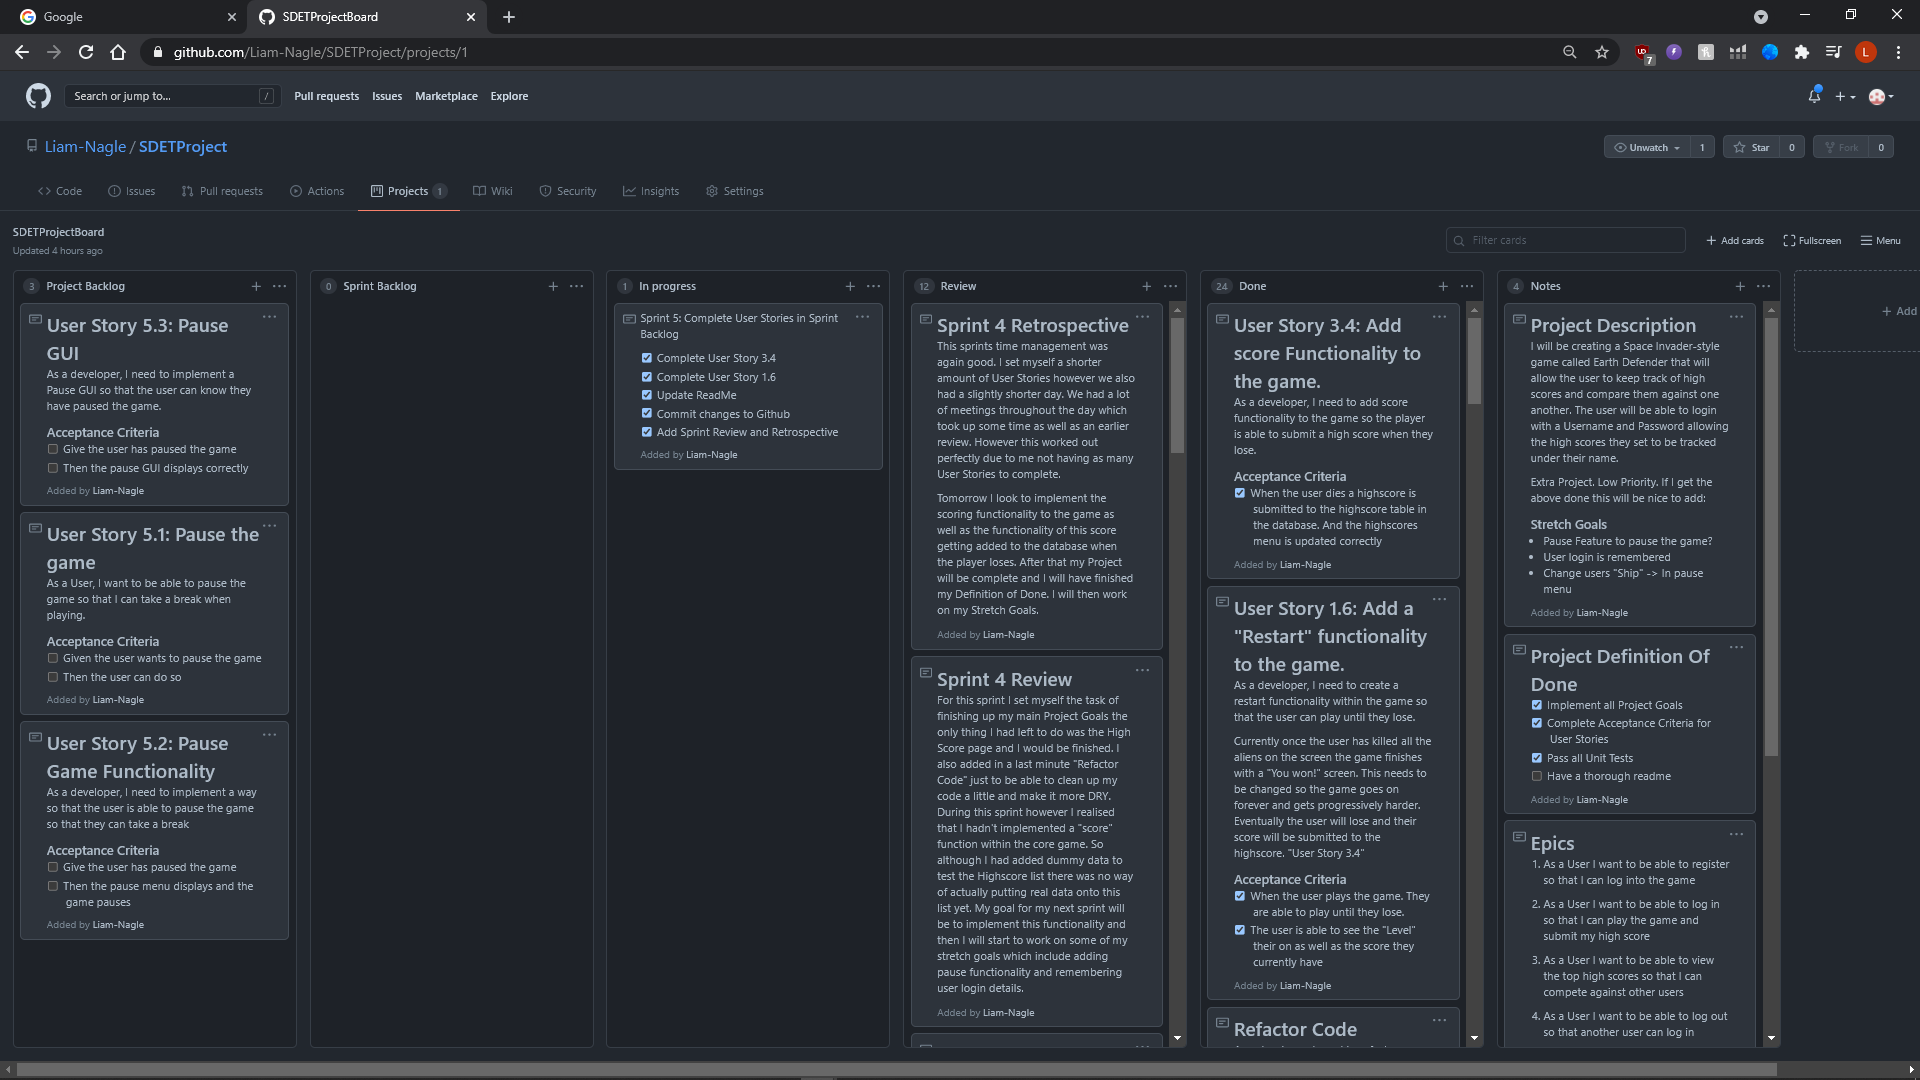 Google
SDETProjectBoard
github.com/Liam-Nagle/SDETProject/projects/1
7
L
Search or jump to...
/
Pull requests
Issues
Marketplace
Explore
Liam-Nagle / SDETProject
Unwatch
1
Star
0
Fork
0
Code
Issues
Pull requests
Actions
Projects 1
Wiki
Security
Insights
Settings
SDETProjectBoard
Updated 4 hours ago
Filter cards
Add cards
Fullscreen
Menu
3 Project Backlog
User Story 5.3: Pause
GUI
As a developer, I need to implement a
Pause GUI so that the user can know they
have paused the game.
Acceptance Criteria
Give the user has paused the game
Then the pause GUI displays correctly
Added by Liam-Nagle
User Story 5.1: Pause the
game
As a User, I want to be able to pause the
game so that I can take a break when
playing.
Acceptance Criteria
Given the user wants to pause the game
Then the user can do so
Added by Liam-Nagle
User Story 5.2: Pause
Game Functionality
As a developer, I need to implement a way
so that the user is able to pause the game
so that they can take a break
Acceptance Criteria
Give the user has paused the game
Then the pause menu displays and the
game pauses
Added by Liam-Nagle
0 Sprint Backlog
1 In progress
Sprint 5: Complete User Stories in Sprint
Backlog
Complete User Story 3.4
Complete User Story 1.6
Update ReadMe
Commit changes to Github
Add Sprint Review and Retrospective
Added by Liam-Nagle
12 Review
Sprint 4 Retrospective
This sprints time management was
again good. I set myself a shorter
amount of User Stories however we also
had a slightly shorter day. We had a lot
of meetings throughout the day which
took up some time as well as an earlier
review. However this worked out
perfectly due to me not having as many
User Stories to complete.
Tomorrow I look to implement the
scoring functionality to the game as
well as the functionality of this score
getting added to the database when
the player loses. After that my Project
will be complete and I will have finished
my Definition of Done. I will then work
on my Stretch Goals.
Added by Liam-Nagle
Sprint 4 Review
For this sprint I set myself the task of
finishing up my main Project Goals the
only thing I had left to do was the High
Score page and I would be finished. I
also added in a last minute "Refactor
Code" just to be able to clean up my
code a little and make it more DRY.
During this sprint however I realised
that I hadn't implemented a "score"
function within the core game. So
although I had added dummy data to
test the Highscore list there was no way
of actually putting real data onto this
list yet. My goal for my next sprint will
be to implement this functionality and
then I will start to work on some of my
stretch goals which include adding
pause functionality and remembering
user login details.
Added by Liam-Nagle
24 Done
User Story 3.4: Add
score Functionality to
the game.
As a developer, I need to add score
functionality to the game so the player
is able to submit a high score when they
lose.
Acceptance Criteria
When the user dies a highscore is
submitted to the highscore table in
the database. And the highscores
menu is updated correctly
Added by Liam-Nagle
User Story 1.6: Add a
"Restart" functionality
to the game.
As a developer, I need to create a
restart functionality within the game so
that the user can play until they lose.
Currently once the user has killed all the
aliens on the screen the game finishes
with a "You won!" screen. This needs to
be changed so the game goes on
forever and gets progressively harder.
Eventually the user will lose and their
score will be submitted to the
highscore. "User Story 3.4"
Acceptance Criteria
When the user plays the game. They
are able to play until they lose.
The user is able to see the "Level"
their on as well as the score they
currently have
Added by Liam-Nagle
Refactor Code
4 Notes
Project Description
I will be creating a Space Invader-style
game called Earth Defender that will
allow the user to keep track of high
scores and compare them against one
another. The user will be able to login
with a Username and Password allowing
the high scores they set to be tracked
under their name.
Extra Project. Low Priority. If I get the
above done this will be nice to add:
Stretch Goals
• Pause Feature to pause the game?
• User login is remembered
• Change users "Ship" -> In pause
menu
Added by Liam-Nagle
Project Definition Of
Done
Implement all Project Goals
Complete Acceptance Criteria for
User Stories
Pass all Unit Tests
Have a thorough readme
Added by Liam-Nagle
Epics
1. As a User I want to be able to register
so that I can log into the game
2. As a User I want to be able to log in
so that I can play the game and
submit my high score
3. As a User I want to be able to view
the top high scores so that I can
compete against other users
4. As a User I want to be able to log out
so that another user can log in
Add